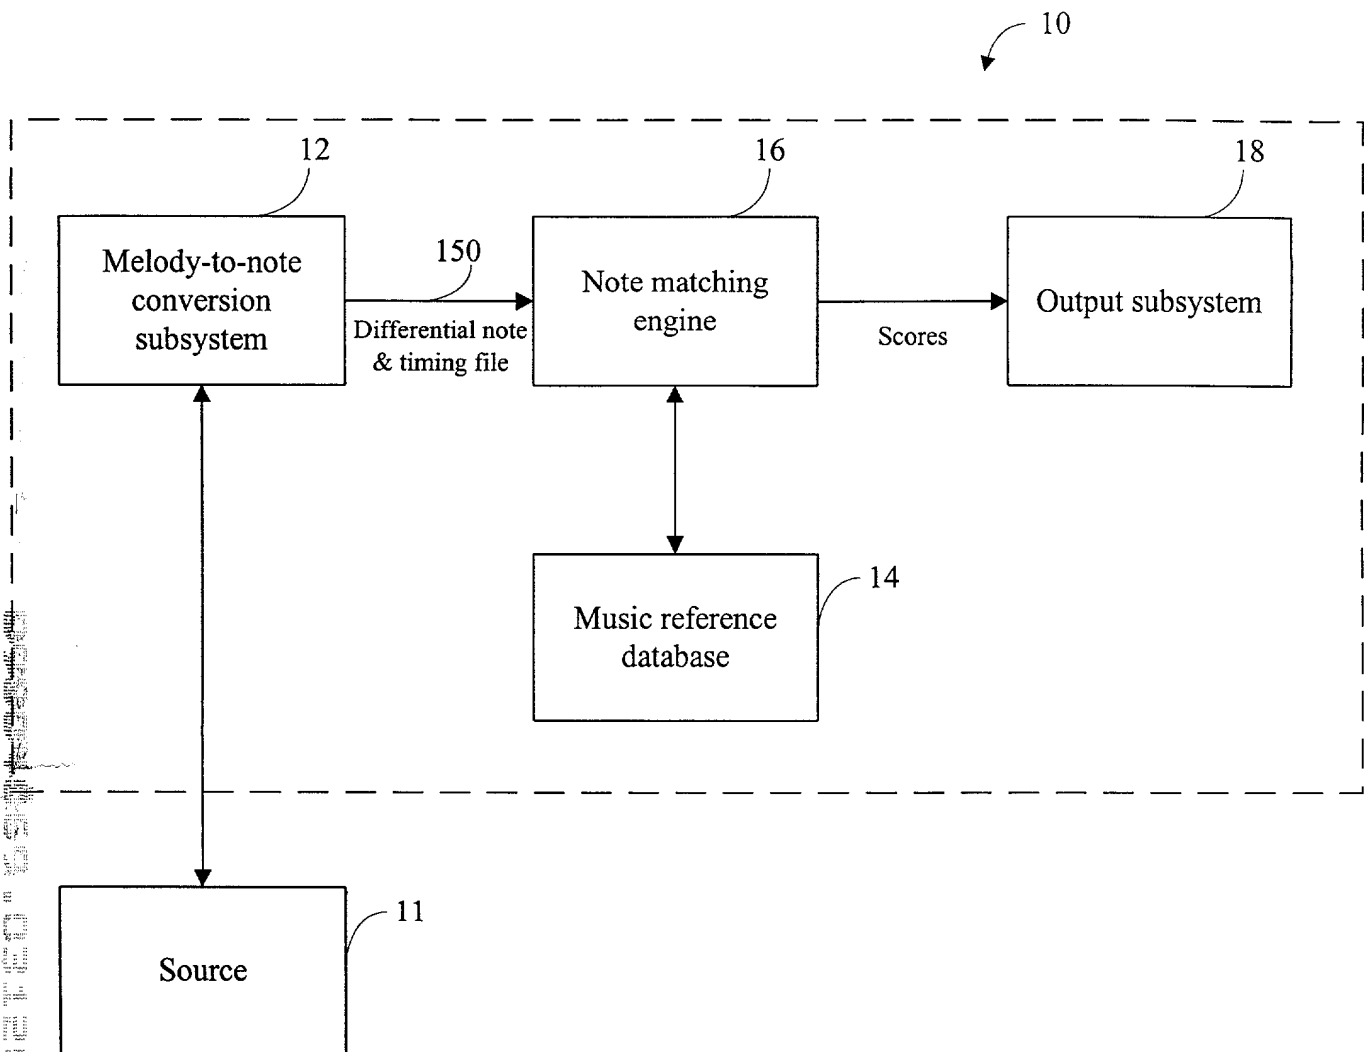 10
12
16
18
Melody-to-note
conversion
subsystem
150
Differential note
& timing file
Note matching
engine
Scores
Output subsystem
Music reference
database
14
11
Source